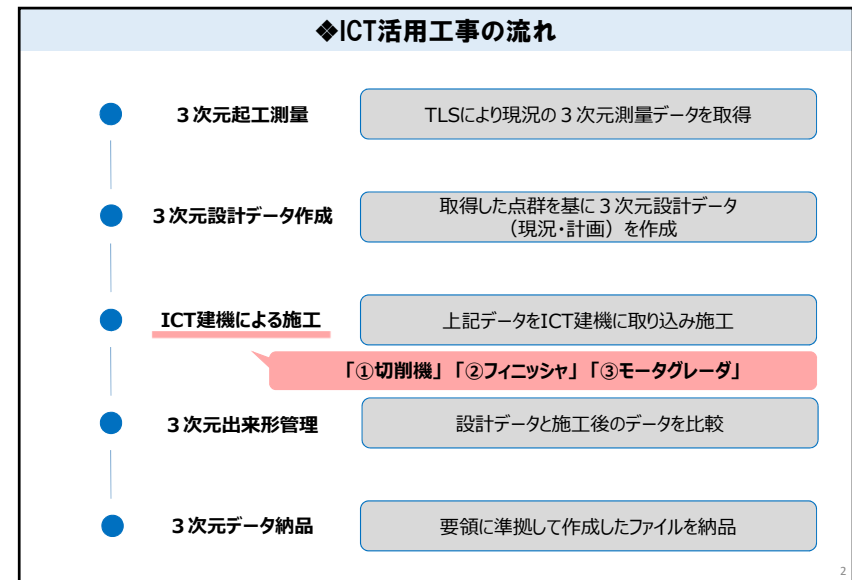 ❖ICT活用工事の流れ
３次元起工測量
TLSにより現況の３次元測量データを取得
３次元設計データ作成
取得した点群を基に３次元設計データ
（現況・計画）を作成
ICT建機による施工
上記データをICT建機に取り込み施工
「①切削機」「②フィニッシャ」「③モータグレーダ」
３次元出来形管理
設計データと施工後のデータを比較
３次元データ納品
要領に準拠して作成したファイルを納品
2